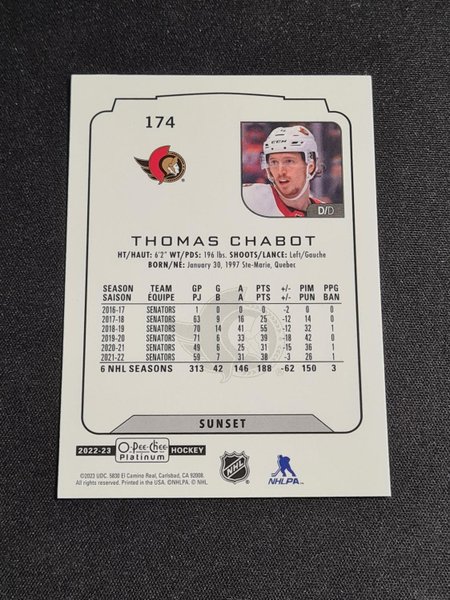 174
D/D
THOMAS CHABOT
HT/HAUT: 6'2" WT/PDS: 196 lbs. SHOOTS/LANCE: Left/Gauche
BORN/NÉ: January 30, 1997 Ste-Marie, Quebec
SEASON TEAM GP G A PTS +/- PIM PPG
SAISON ÉQUIPE PJ B A PTS +/- PUN BAN
2016-17 SENATORS 1 0 0 0 -2 0 0
2017-18 SENATORS 63 9 16 25 -12 14 0
2018-19 SENATORS 70 14 41 55 -12 32 1
2019-20 SENATORS 71 6 33 39 -18 42 0
2020-21 SENATORS 49 6 25 31 -15 36 1
2021-22 SENATORS 59 7 31 38 -3 26 1
6 NHL SEASONS 313 42 146 188 -62 150 3
SUNSET
2022-23 O-Pee-Chee Platinum HOCKEY
NHL
NHLPA
©2022 UDC. 5830 El Camino Real, Carlsbad, CA 92008.
All rights reserved. Printed in the USA. ©NHLPA. © NHL.